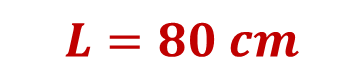 L = 80 cm